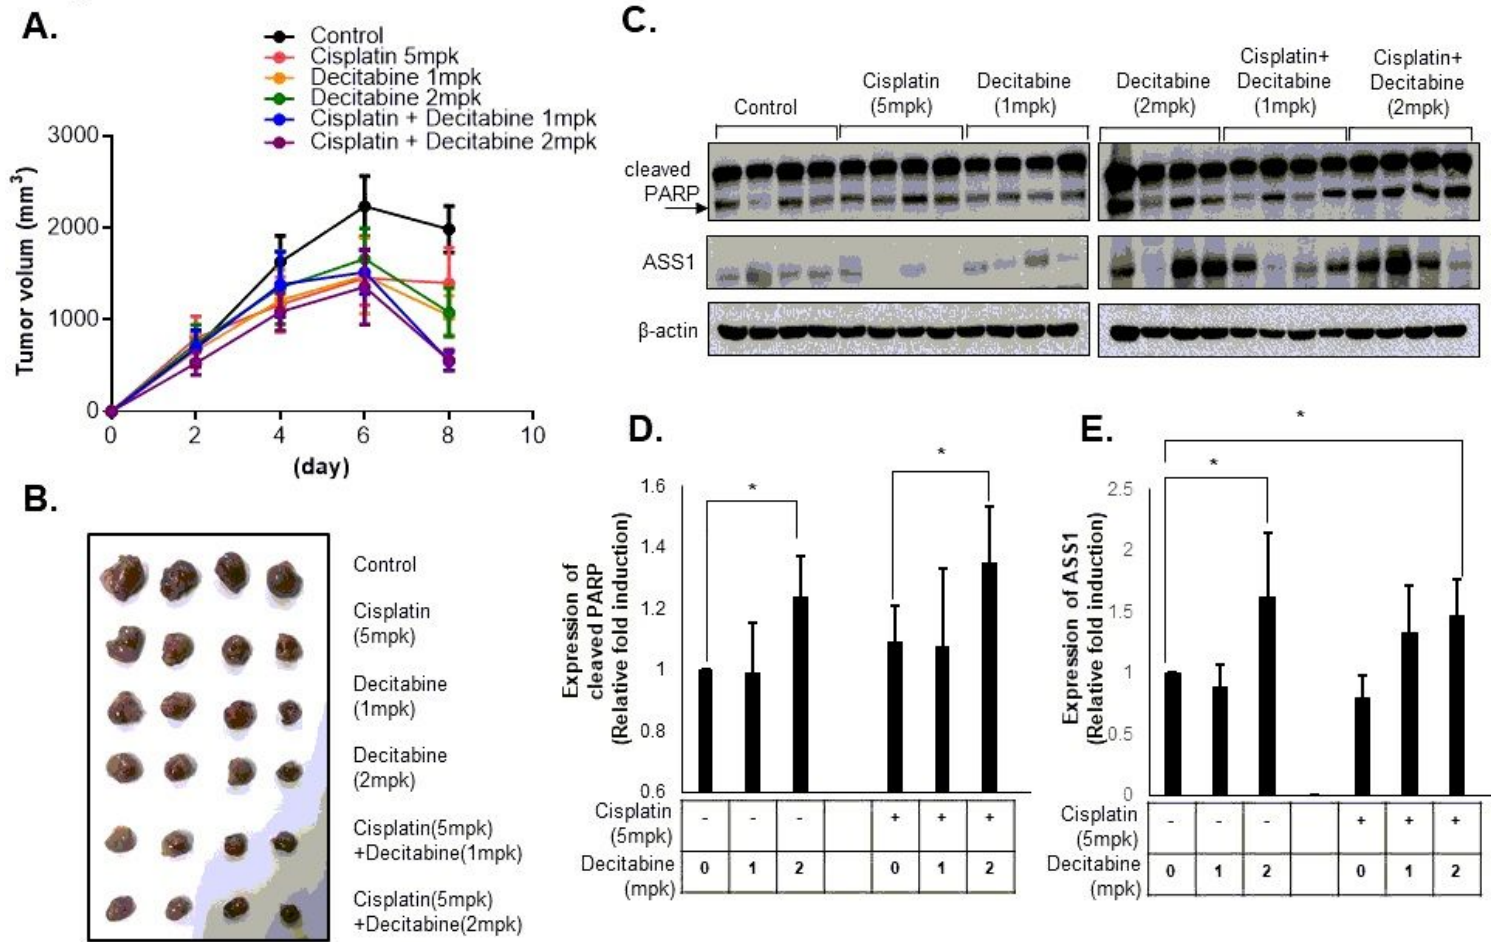 A.
Control
Cisplatin 5mpk
Decitabine 1mpk
Decitabine 2mpk
Cisplatin + Decitabine 1mpk
Cisplatin + Decitabine 2mpk
Tumor volum (mm³)
3000
2000
1000
0
0 2 4 6 8 10
(day)
B.
Control
Cisplatin
(5mpk)
Decitabine
(1mpk)
Decitabine
(2mpk)
Cisplatin(5mpk)
+Decitabine(1mpk)
Cisplatin(5mpk)
+Decitabine(2mpk)
C.
Control
Cisplatin
(5mpk)
Decitabine
(1mpk)
Decitabine
(2mpk)
Cisplatin+
Decitabine
(1mpk)
Cisplatin+
Decitabine
(2mpk)
cleaved
PARP
ASS1
β-actin
D.
Expression of
cleaved PARP
(Relative fold induction)
1.6
1.4
1.2
1
0.8
0.6
* *
Cisplatin
(5mpk)
- - - + + +
Decitabine
(mpk)
0 1 2 0 1 2
E.
Expression of ASS1
(Relative fold induction)
2.5
2
1.5
1
0.5
0
* *
Cisplatin
(5mpk)
- - - + + +
Decitabine
(mpk)
0 1 2 0 1 2